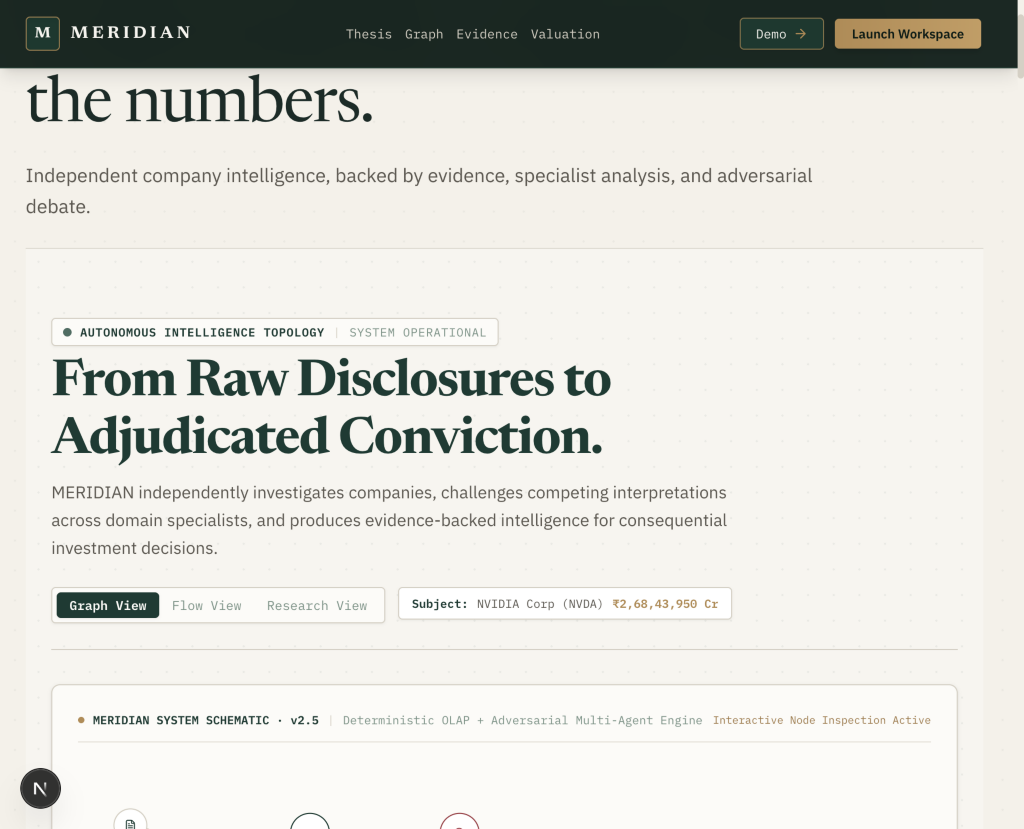 M MERIDIAN
Thesis Graph Evidence Valuation
Demo →
Launch Workspace
the numbers.
Independent company intelligence, backed by evidence, specialist analysis, and adversarial
debate.
AUTONOMOUS INTELLIGENCE TOPOLOGY | SYSTEM OPERATIONAL
From Raw Disclosures to
Adjudicated Conviction.
MERIDIAN independently investigates companies, challenges competing interpretations
across domain specialists, and produces evidence-backed intelligence for consequential
investment decisions.
Graph View Flow View Research View
Subject: NVIDIA Corp (NVDA) ₹2,68,43,950 Cr
MERIDIAN SYSTEM SCHEMATIC · v2.5 | Deterministic OLAP + Adversarial Multi-Agent Engine Interactive Node Inspection Active
N